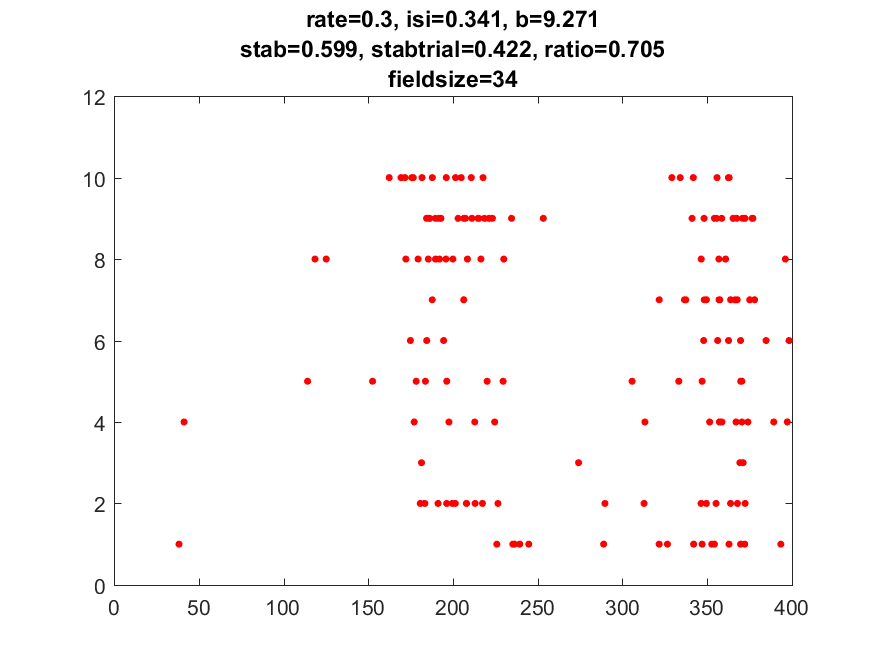 rate=0.3, isi=0.341, b=9.271
stab=0.599, stabtrial=0.422, ratio=0.705
fieldsize=34
12
10
8
6
4
2
0
0 50 100 150 200 250 300 350 400